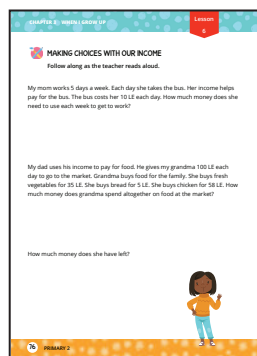 CHAPTER 3 : WHEN I GROW UP
Lesson
6
MAKING CHOICES WITH OUR INCOME
Follow along as the teacher reads aloud.
My mom works 5 days a week. Each day she takes the bus. Her income helps
pay for the bus. The bus costs her 10 LE each day. How much money does she
need to use each week to get to work?
My dad uses his income to pay for food. He gives my grandma 100 LE each
day to go to the market. Grandma buys food for the family. She buys fresh
vegetables for 35 LE. She buys bread for 5 LE. She buys chicken for 58 LE. How
much money does grandma spend altogether on food at the market?
How much money does she have left?
76 PRIMARY 2